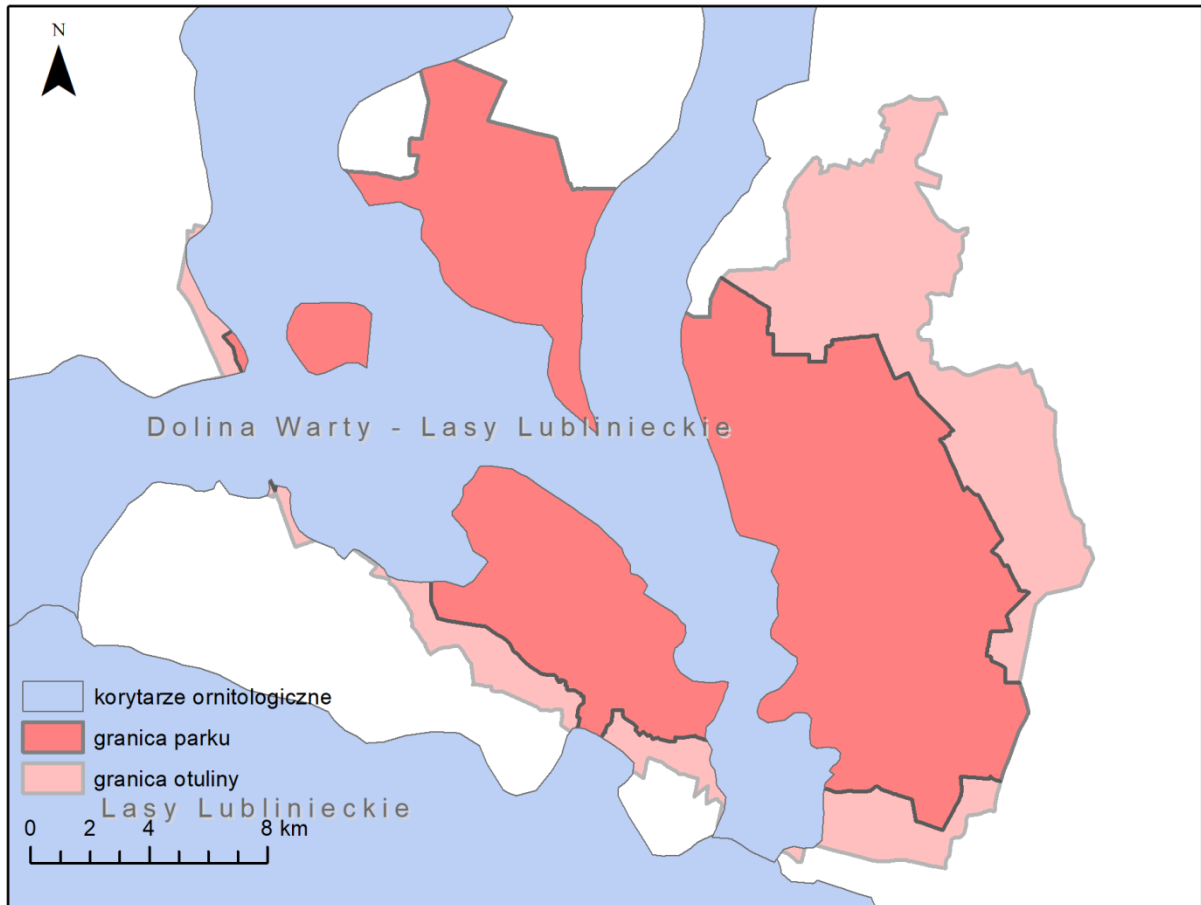 N
Dolina Warty - Lasy Lublinieckie
korytarze ornitologiczne
granica parku
granica otuliny
Lasy Lublinieckie
0 2 4 8 km